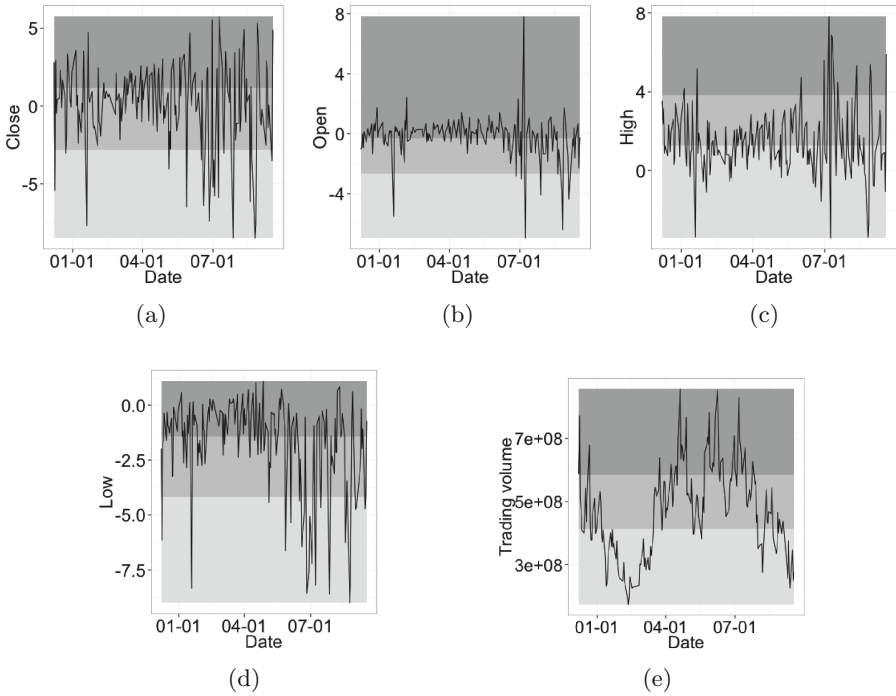 5
0
-5
Close
01-01 04-01 07-01
Date
(a)
8
4
0
-4
Open
01-01 04-01 07-01
Date
(b)
8
4
0
High
01-01 04-01 07-01
Date
(c)
0.0
-2.5
-5.0
-7.5
Low
01-01 04-01 07-01
Date
(d)
7e+08
5e+08
3e+08
Trading volume
01-01 04-01 07-01
Date
(e)